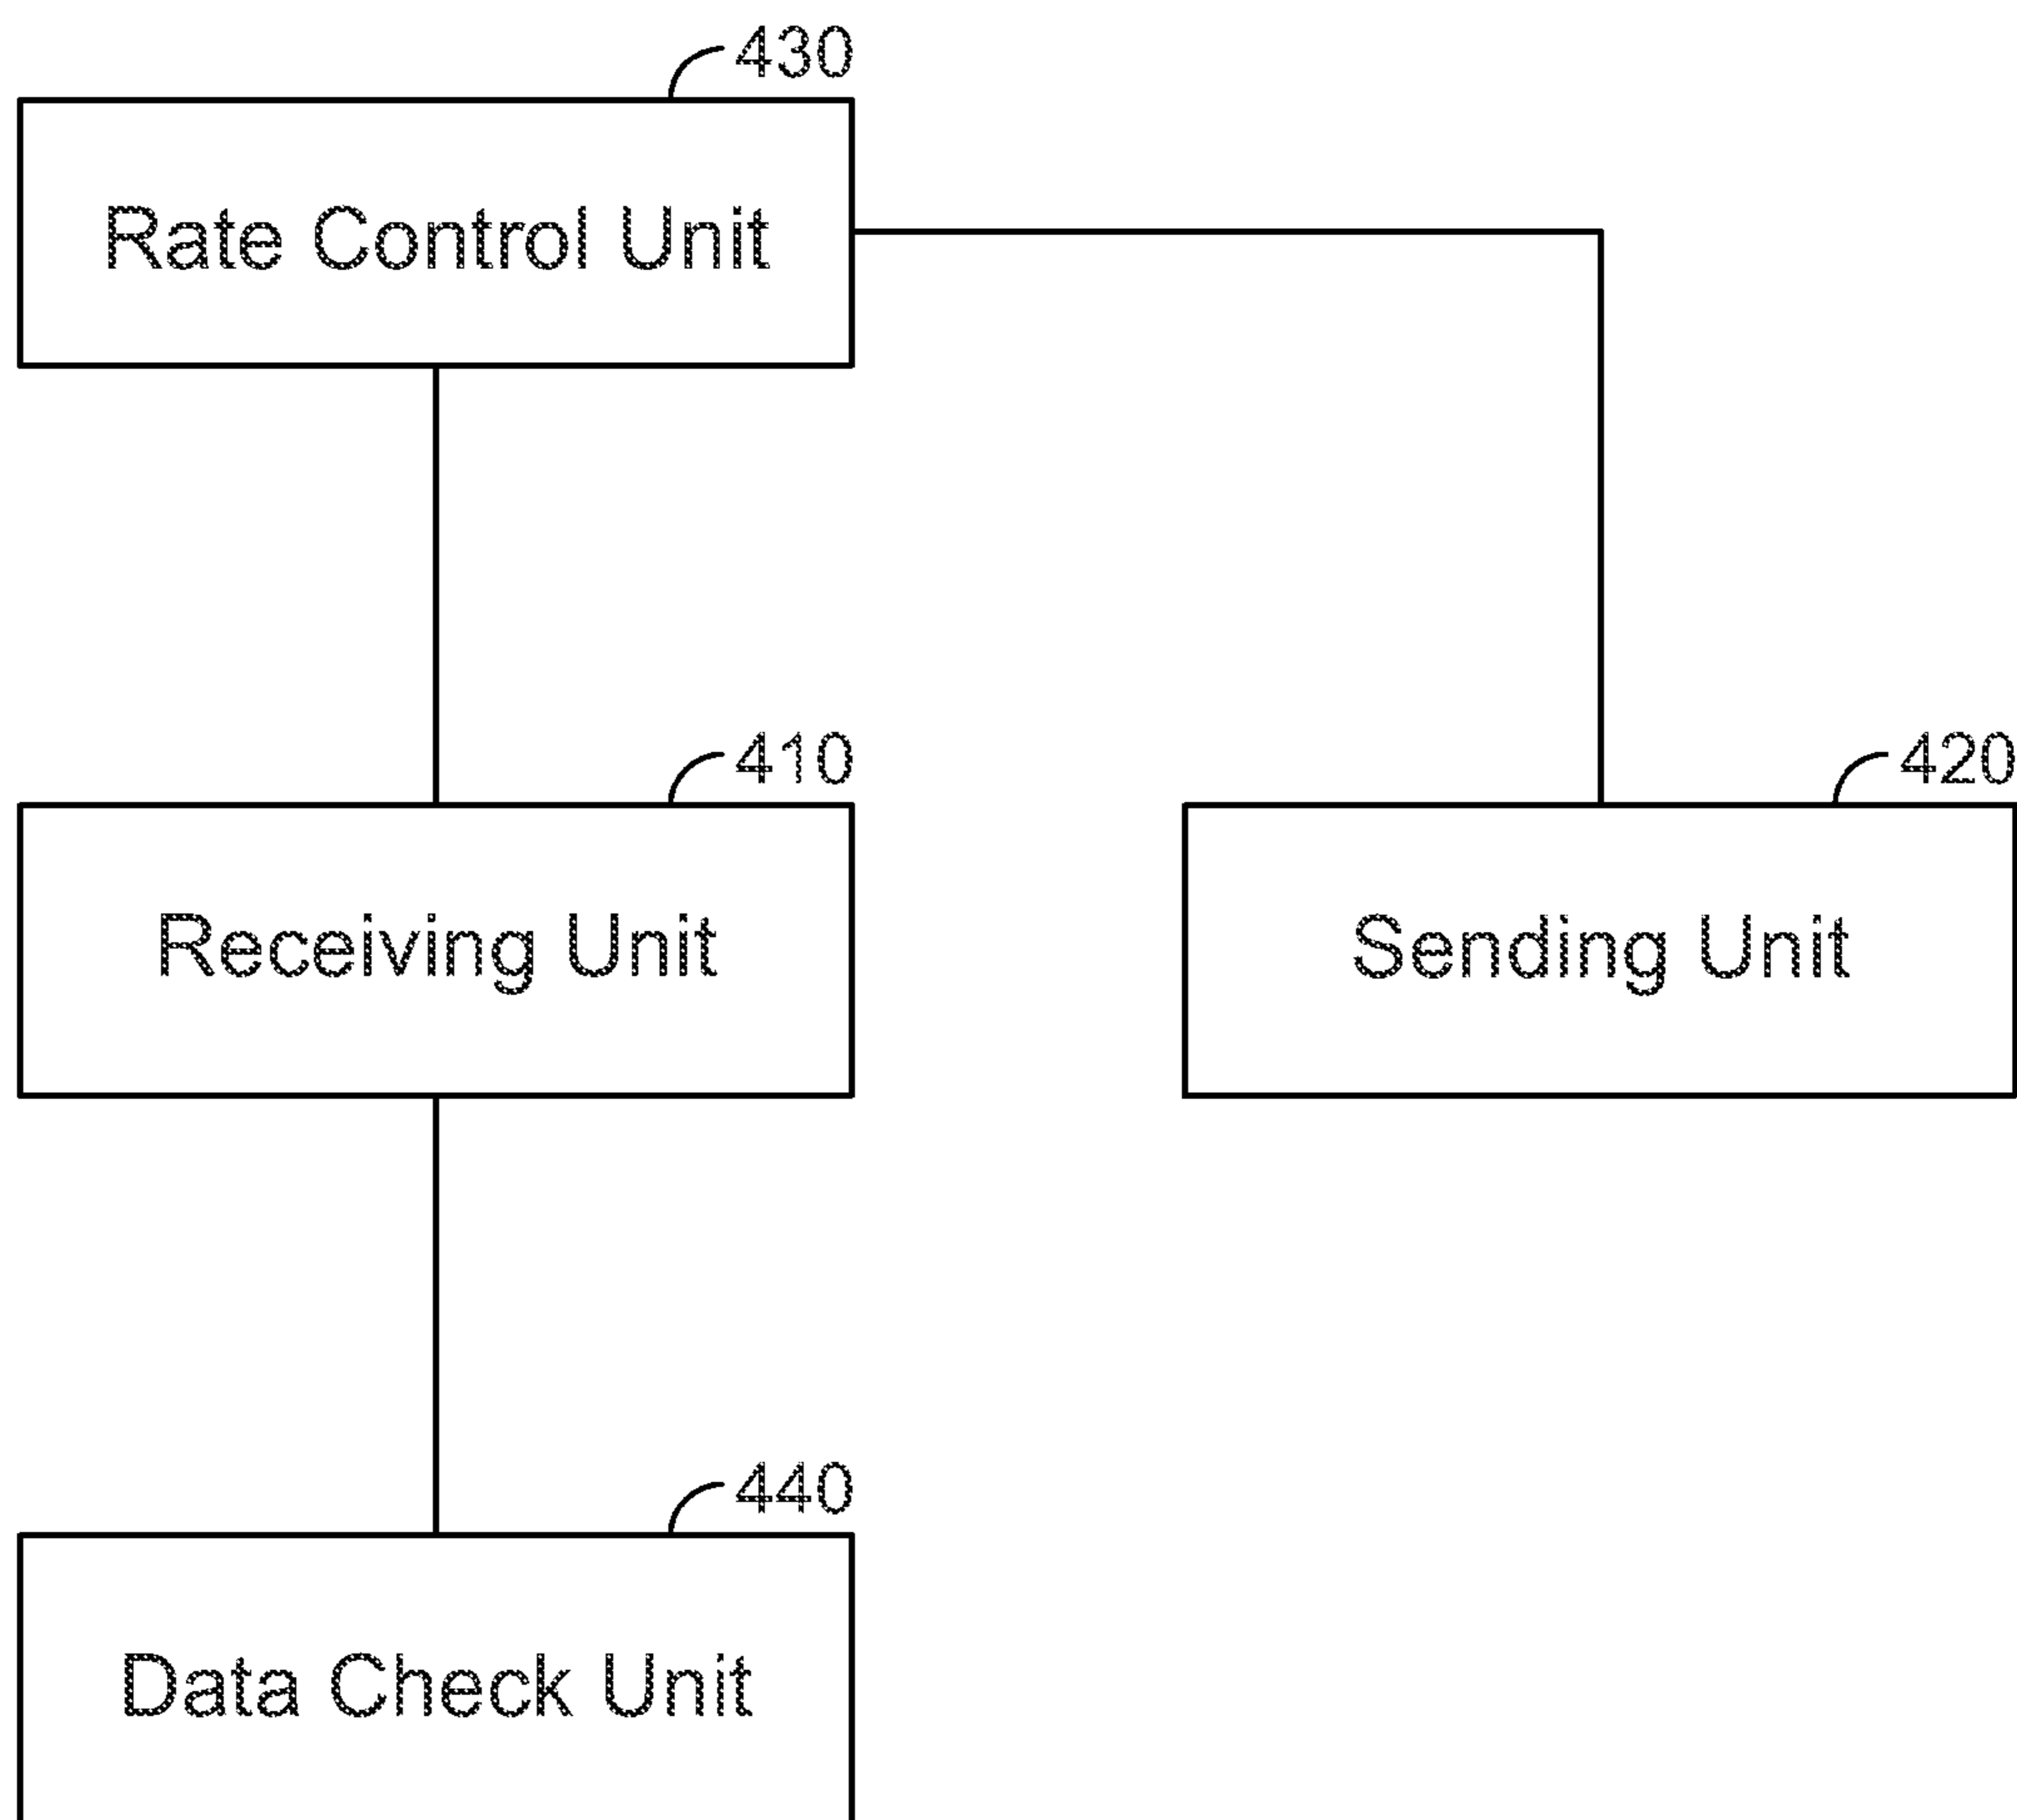 430
Rate Control Unit
410
Receiving Unit
420
Sending Unit
440
Data Check Unit